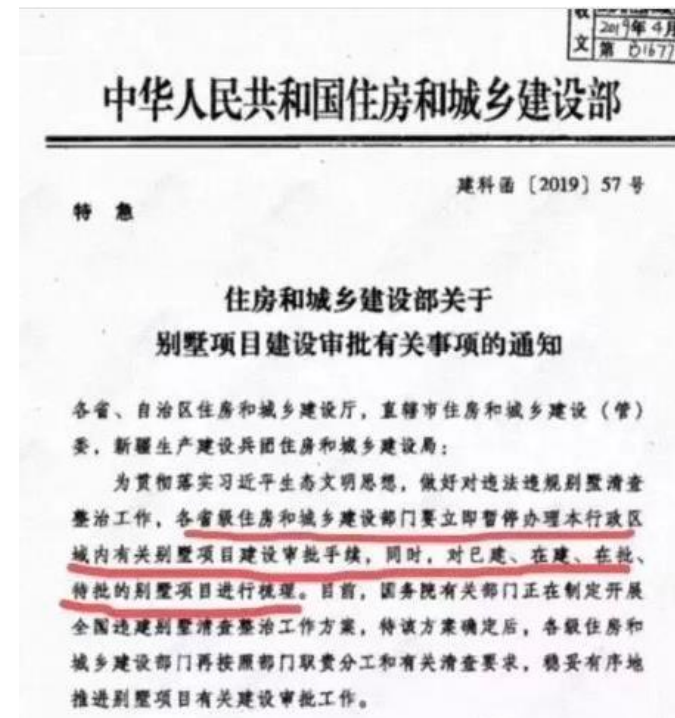 收
文
2019年4月
第 01677
中华人民共和国住房和城乡建设部
建科函〔2019〕57号
特 急
住房和城乡建设部关于
别墅项目建设审批有关事项的通知
各省、自治区住房和城乡建设厅，直辖市住房和城乡建设（管）
委，新疆生产建设兵团住房和城乡建设局：
为贯彻落实习近平生态文明思想，做好对违法违规别墅清查
整治工作，各省级住房和城乡建设部门要立即暂停办理本行政区
域内有关别墅项目建设审批手续，同时，对已建、在建、在批、
待批的别墅项目进行梳理。目前，国务院有关部门正在制定开展
全国违建别墅清查整治工作方案，待该方案确定后，各级住房和
城乡建设部门再按照部门职责分工和有关清查要求，稳妥有序地
推进别墅项目有关建设审批工作。